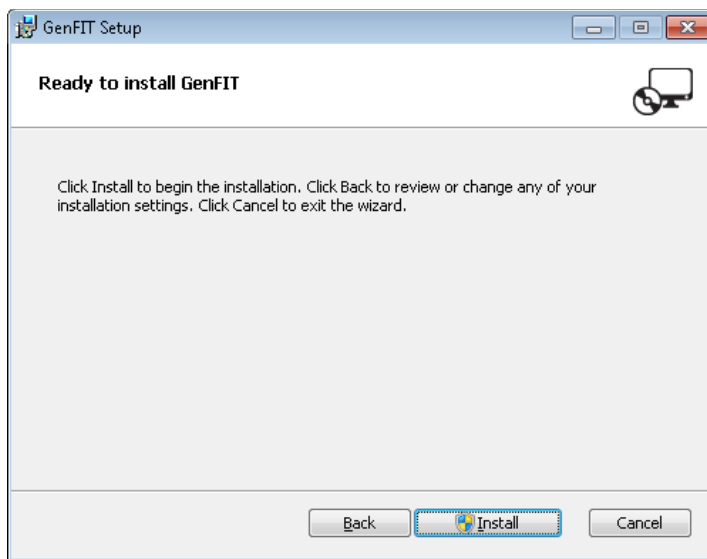 GenFIT Setup
Ready to install GenFIT
Click Install to begin the installation. Click Back to review or change any of your
installation settings. Click Cancel to exit the wizard.
Back
Install
Cancel